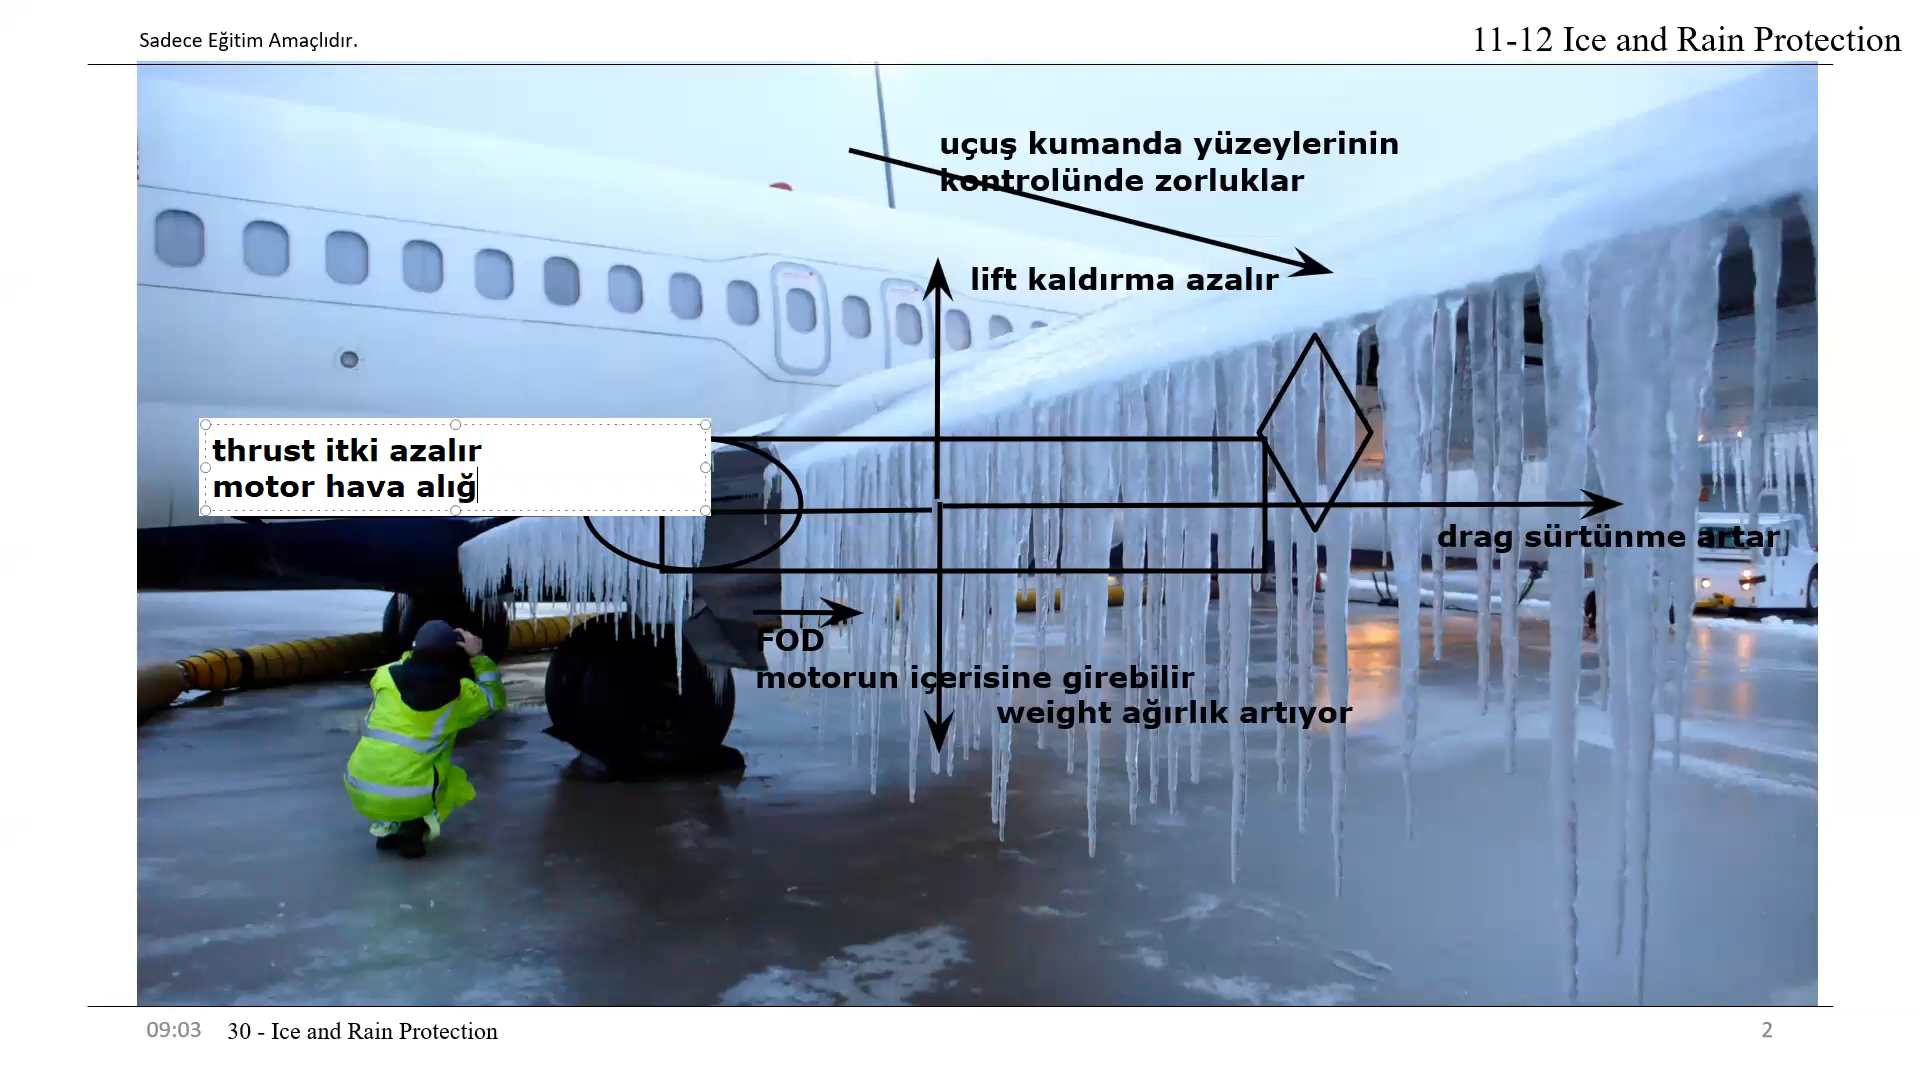 Sadece Eğitim Amaçlıdır.
11-12 Ice and Rain Protection
uçuş kumanda yüzeylerinin
kontrolünde zorluklar
lift kaldırma azalır
thrust itki azalır
motor hava alığ
drag sürtünme artar
FOD
motorun içerisine girebilir
weight ağırlık artıyor
09:03
30 - Ice and Rain Protection
2